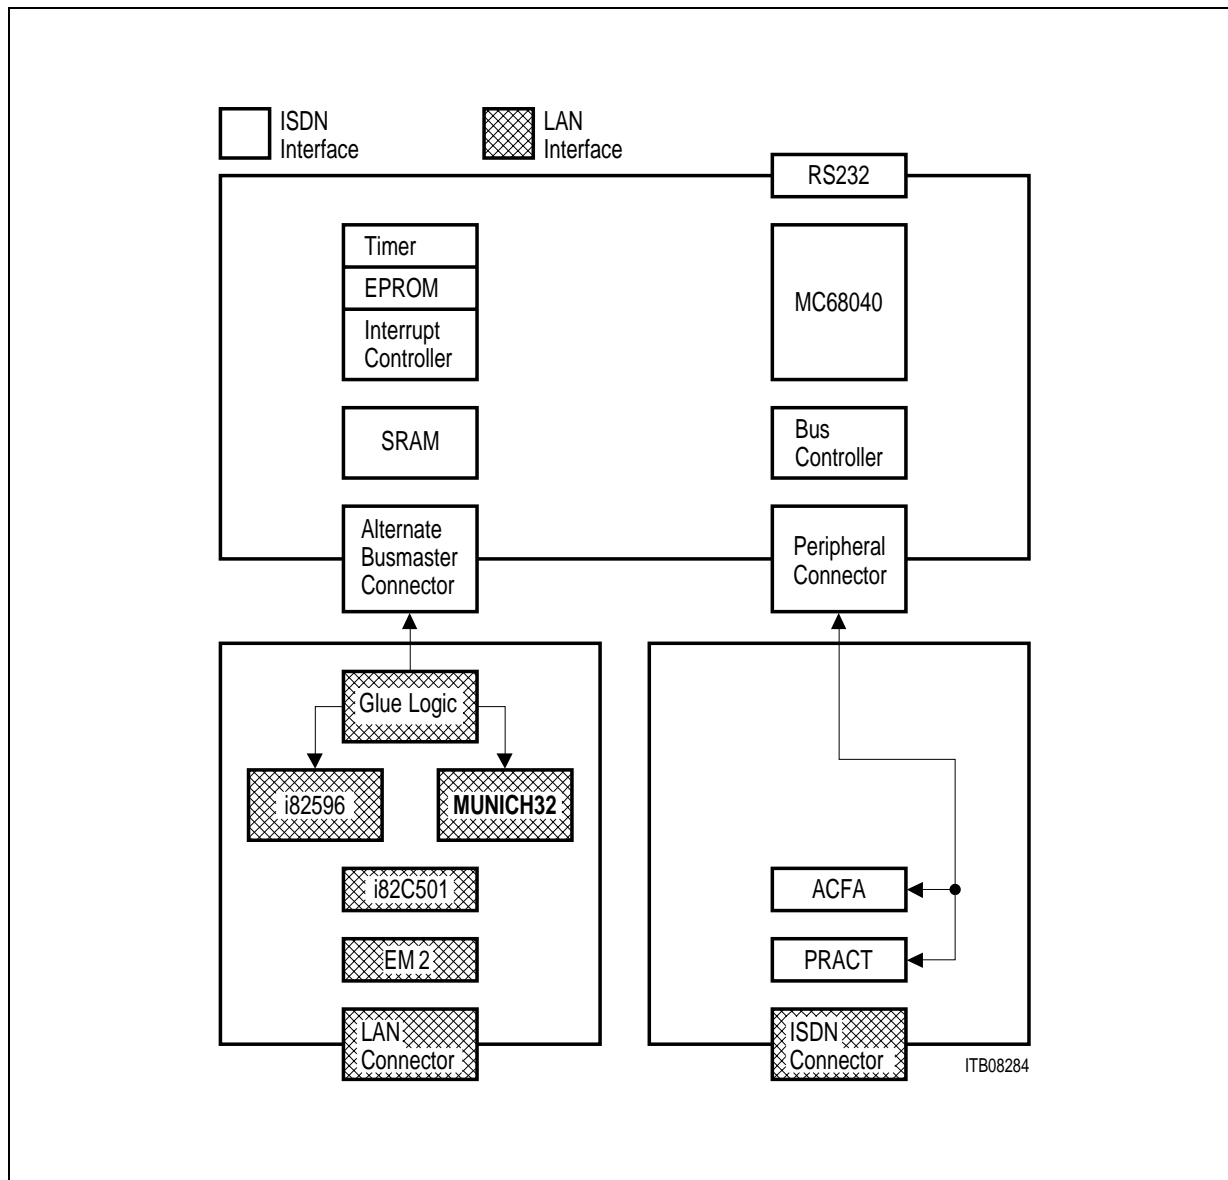 ISDN
Interface
LAN
Interface
RS232
Timer
EPROM
Interrupt
Controller
MC68040
SRAM
Bus
Controller
Alternate
Busmaster
Connector
Peripheral
Connector
Glue Logic
i82596
MUNICH32
i82C501
ACFA
EM 2
PRACT
LAN
Connector
ISDN
Connector
ITB08284